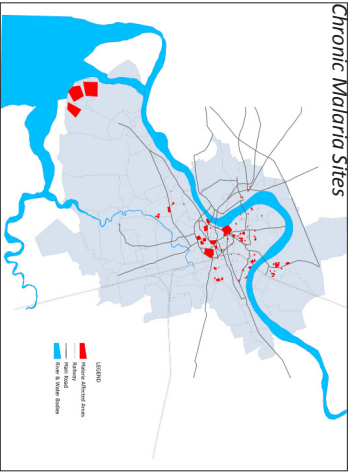 Chronic Malaria Sites
LEGEND
Malaria Affected Areas
Railway
Main Road
River & Water Bodies